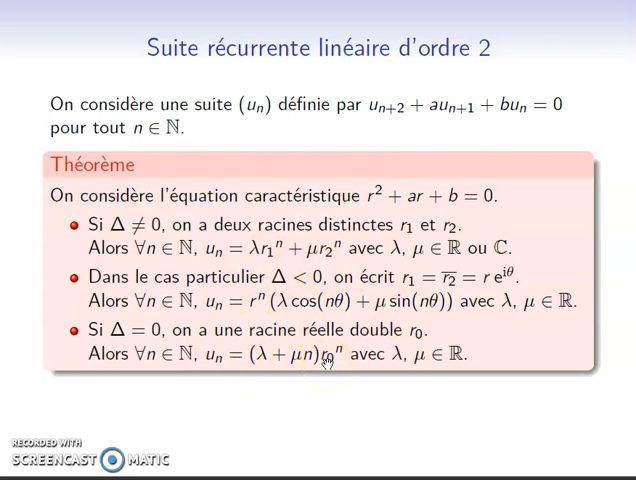 Suite récurrente linéaire d'ordre 2
On considère une suite (uₙ) définie par uₙ₊₂ + auₙ₊₁ + buₙ = 0
pour tout n ∈ ℕ.
Théorème
On considère l'équation caractéristique r² + ar + b = 0.
• Si Δ ≠ 0, on a deux racines distinctes r₁ et r₂.
Alors ∀n ∈ ℕ, uₙ = λr₁ⁿ + μr₂ⁿ avec λ, μ ∈ ℝ ou ℂ.
• Dans le cas particulier Δ < 0, on écrit r₁ = r̅₂ = r e^{iθ}.
Alors ∀n ∈ ℕ, uₙ = rⁿ (λ cos(nθ) + μ sin(nθ)) avec λ, μ ∈ ℝ.
• Si Δ = 0, on a une racine réelle double r₀.
Alors ∀n ∈ ℕ, uₙ = (λ + μn)r₀ⁿ avec λ, μ ∈ ℝ.
RECORDED WITH
SCREENCAST MATIC